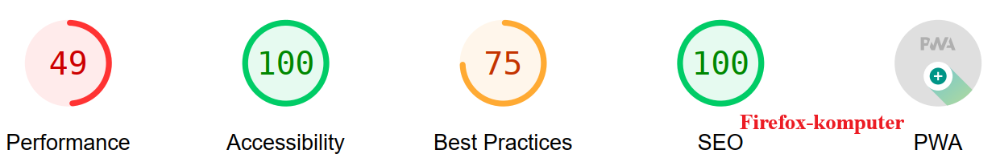 49 100 75 100 PWA
Firefox-komputer
Performance Accessibility Best Practices SEO PWA